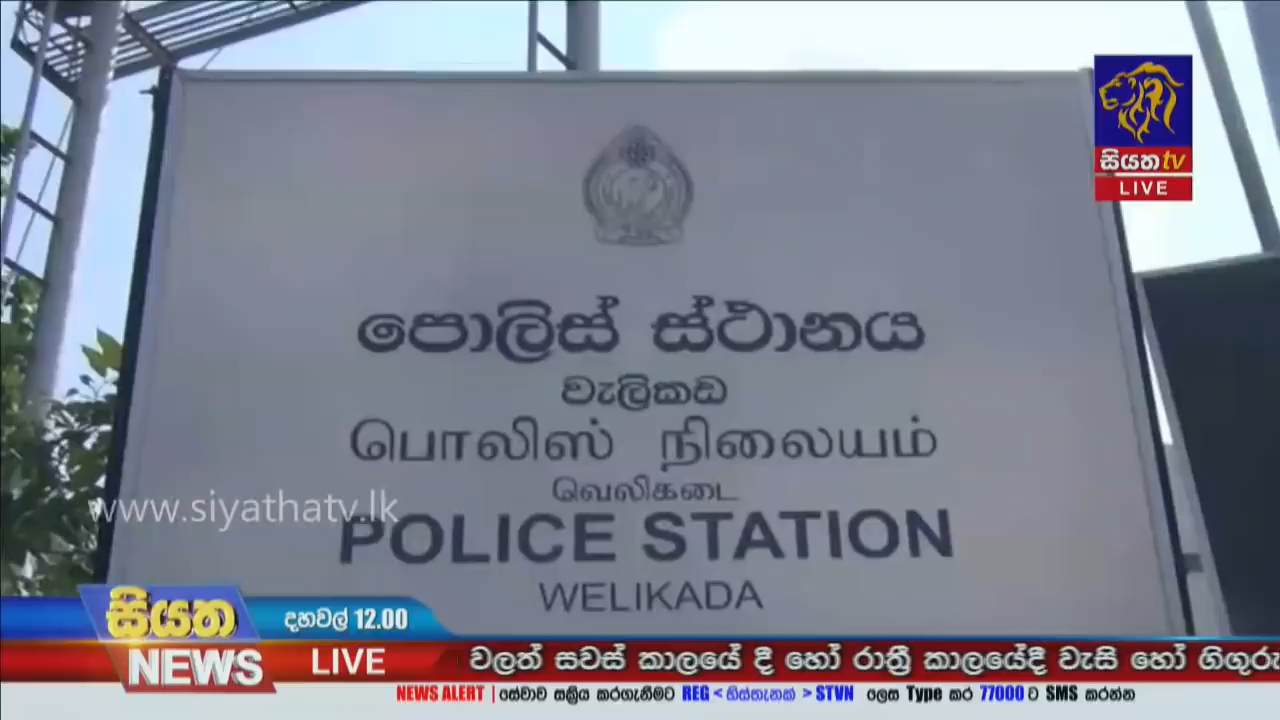 සියත tv
LIVE
පොලිස් ස්ථානය
වැලිකඩ
பொலிஸ் நிலையம்
வெலிகடை
www.siyathatv.lk
POLICE STATION
WELIKADA
සියත
දහවල් 12.00
NEWS
LIVE
වලත් සවස් කාලයේ දී හෝ රාත්‍රී කාලයේදී වැසි හෝ ගිගුරු
NEWS ALERT | සේවාව සක්‍රිය කරගැනීමට REG < හිස්තැනක් > STVN ලෙස Type කර 77000 ට SMS කරන්න